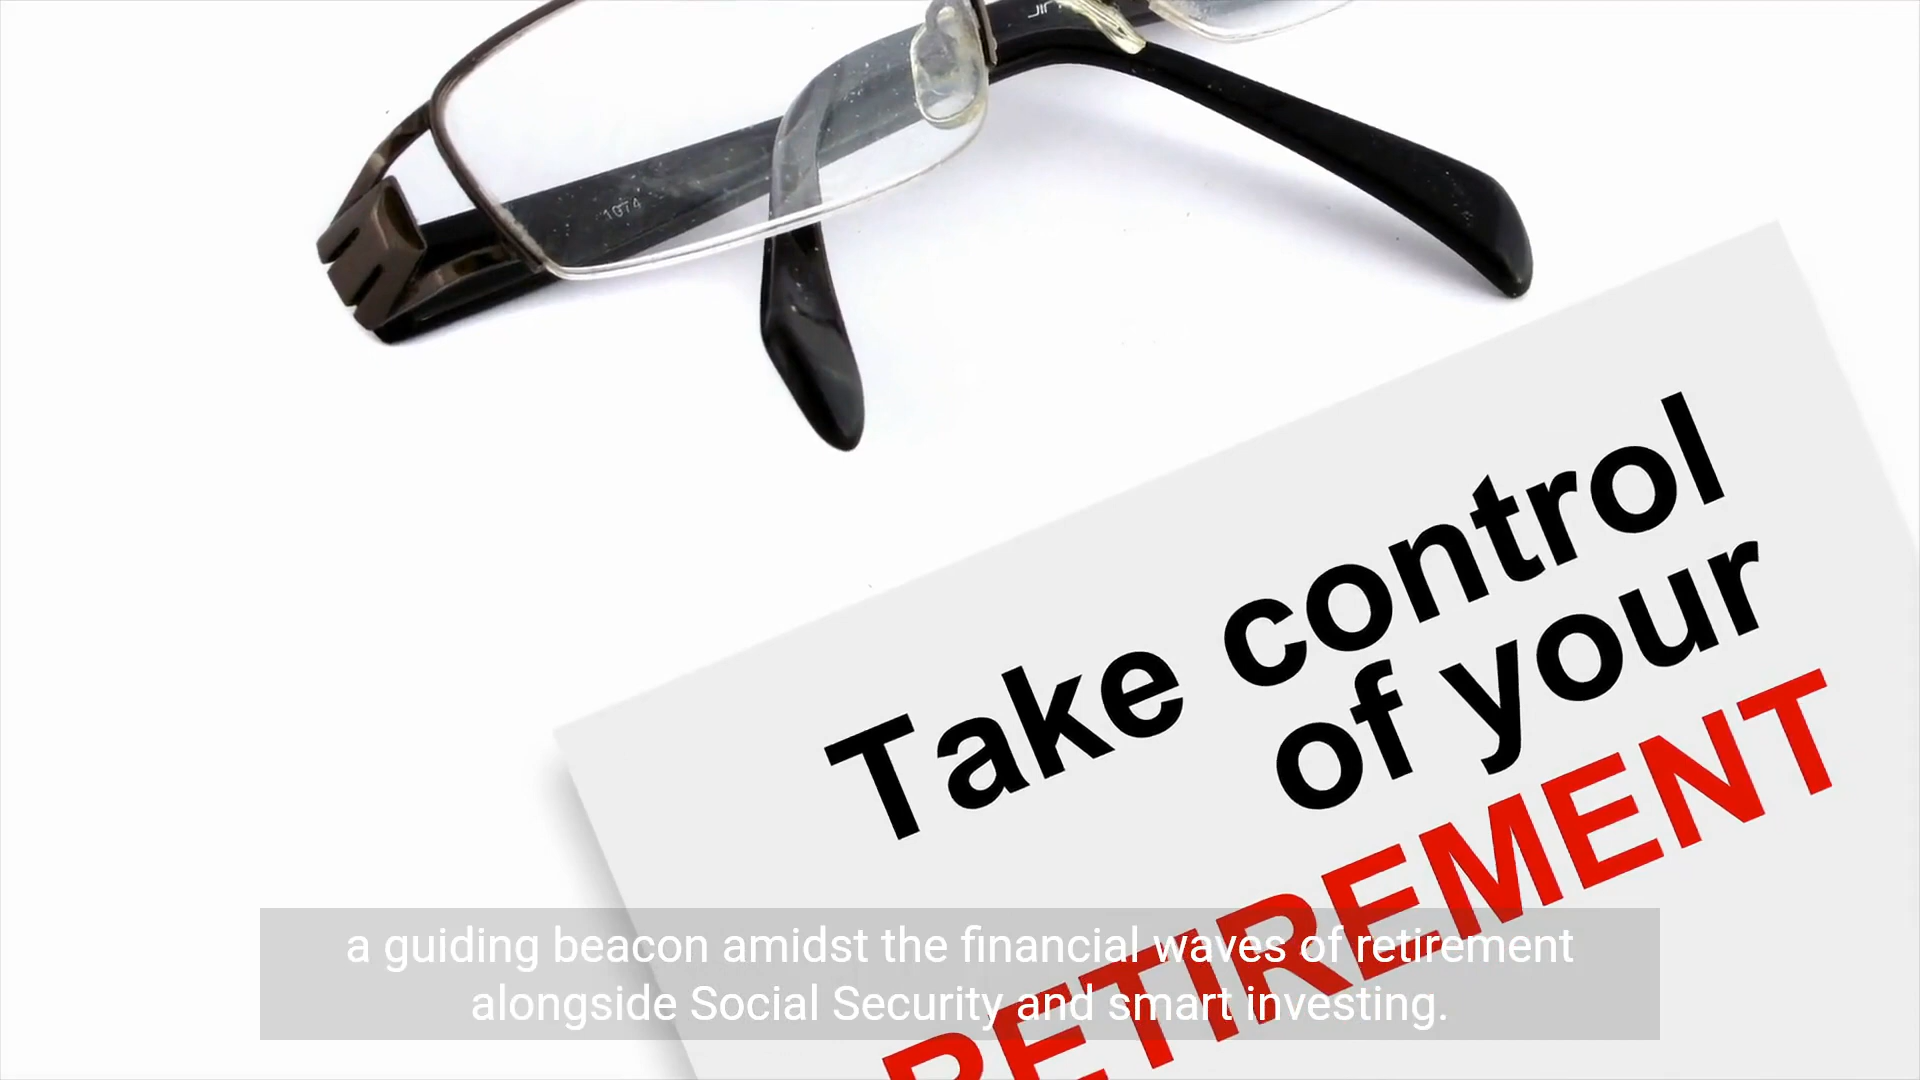 1074
Take control
of your
RETIREMENT
a guiding beacon amidst the financial waves of retirement
alongside Social Security and smart investing.